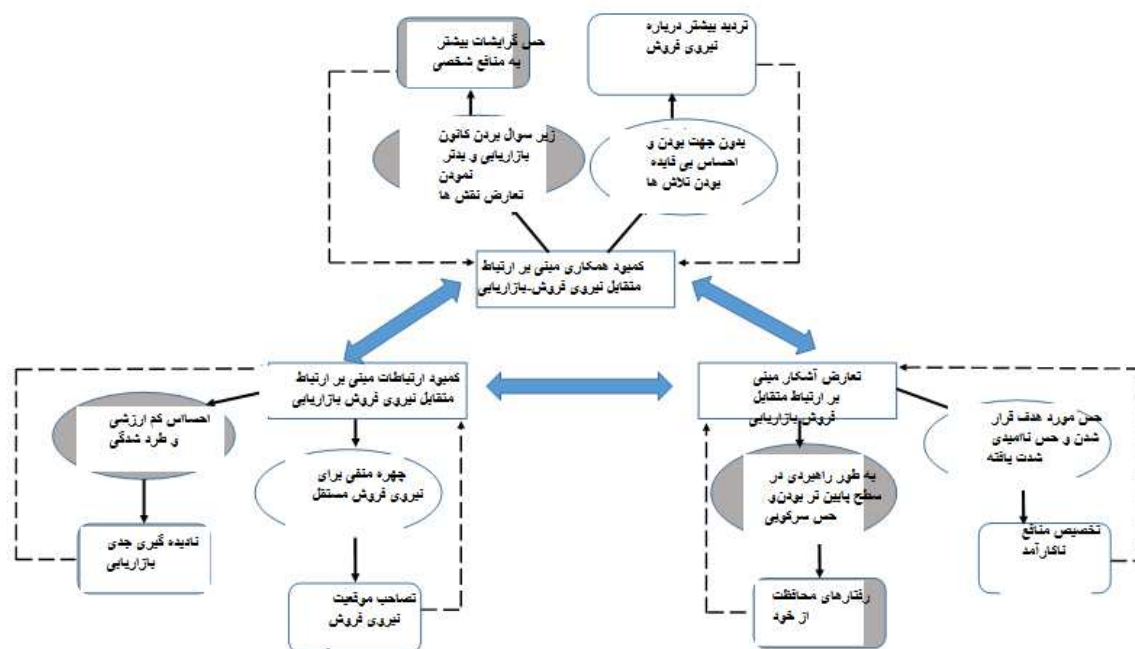 حس گرایشات بیشتر
به منافع شخصی
تردید بیشتر درباره
نیروی فروش
زیر سوال بردن کانون
بازاریابی و بدتر
نمودن
تعارض نقش ها
بدون جهت بودن و
احساس بی فایده
بودن تلاش ها
کمبود همکاری مبنی بر ارتباط
متقابل نیروی فروش-بازاریابی
کمبود ارتباطات مبنی بر ارتباط
متقابل نیروی فروش بازاریابی
تعارض آشکار مبنی
بر ارتباط متقابل
فروش بازاریابی
احساس کم ارزشی
و طرد شدگی
چهره منفی برای
نیروی فروش مستقل
به طور راهبردی در
سطح پایین تر بودن و
حس سرکوبی
حس مورد هدف قرار
شدن و حس ناامیدی
شدت یافته
نادیده گیری جدی
بازاریابی
تصاحب موقعیت
نیروی فروش
رفتارهای محافظت
از خود
تخصیص منافع
ناکارآمد